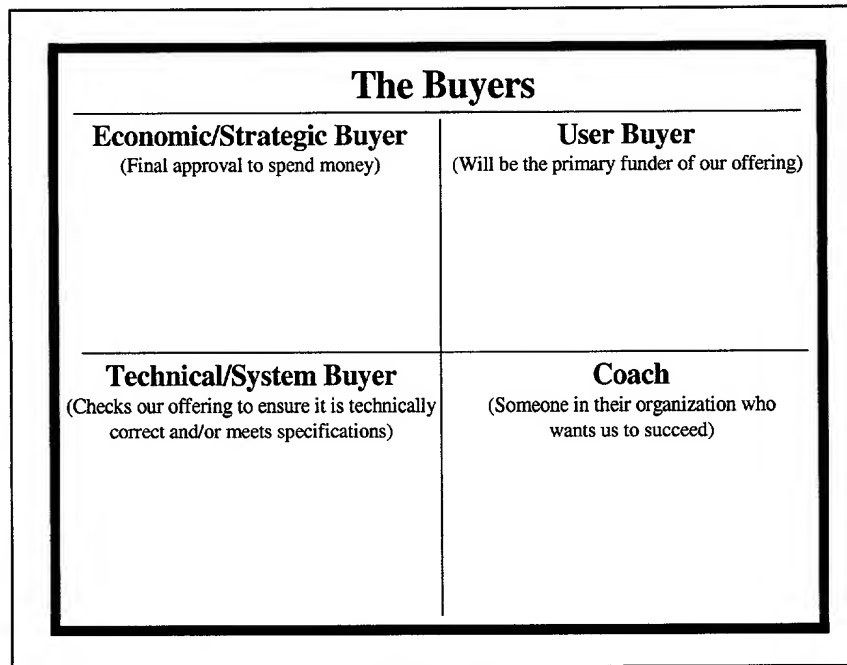 The Buyers
Economic/Strategic Buyer
(Final approval to spend money)
User Buyer
(Will be the primary funder of our offering)
Technical/System Buyer
(Checks our offering to ensure it is technically
correct and/or meets specifications)
Coach
(Someone in their organization who
wants us to succeed)